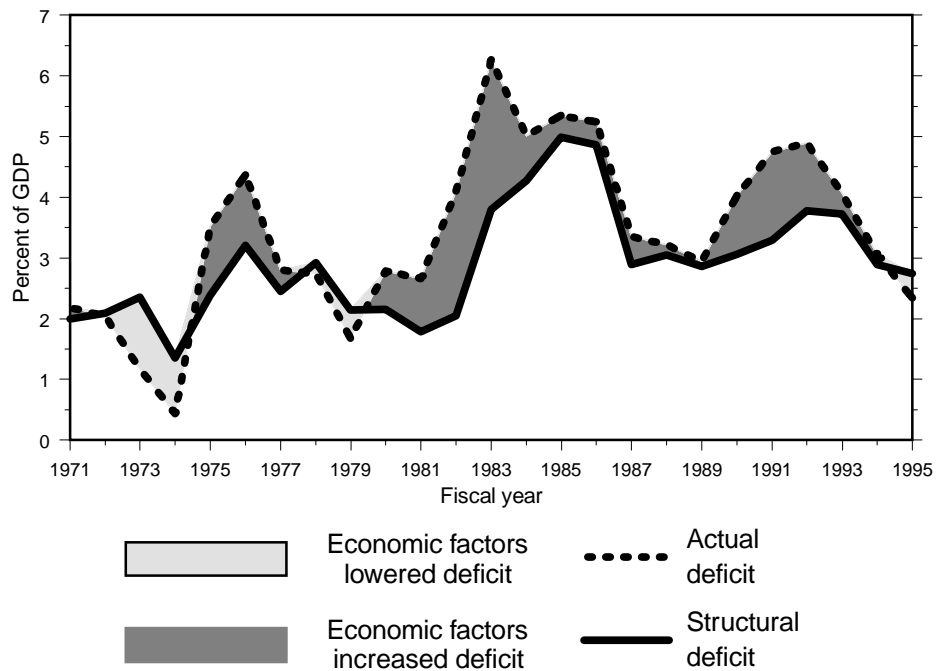 7
6
5
4
3
2
1
0
Percent of GDP
1971 1973 1975 1977 1979 1981 1983 1985 1987 1989 1991 1993 1995
Fiscal year
Economic factors
lowered deficit
Actual
deficit
Economic factors
increased deficit
Structural
deficit